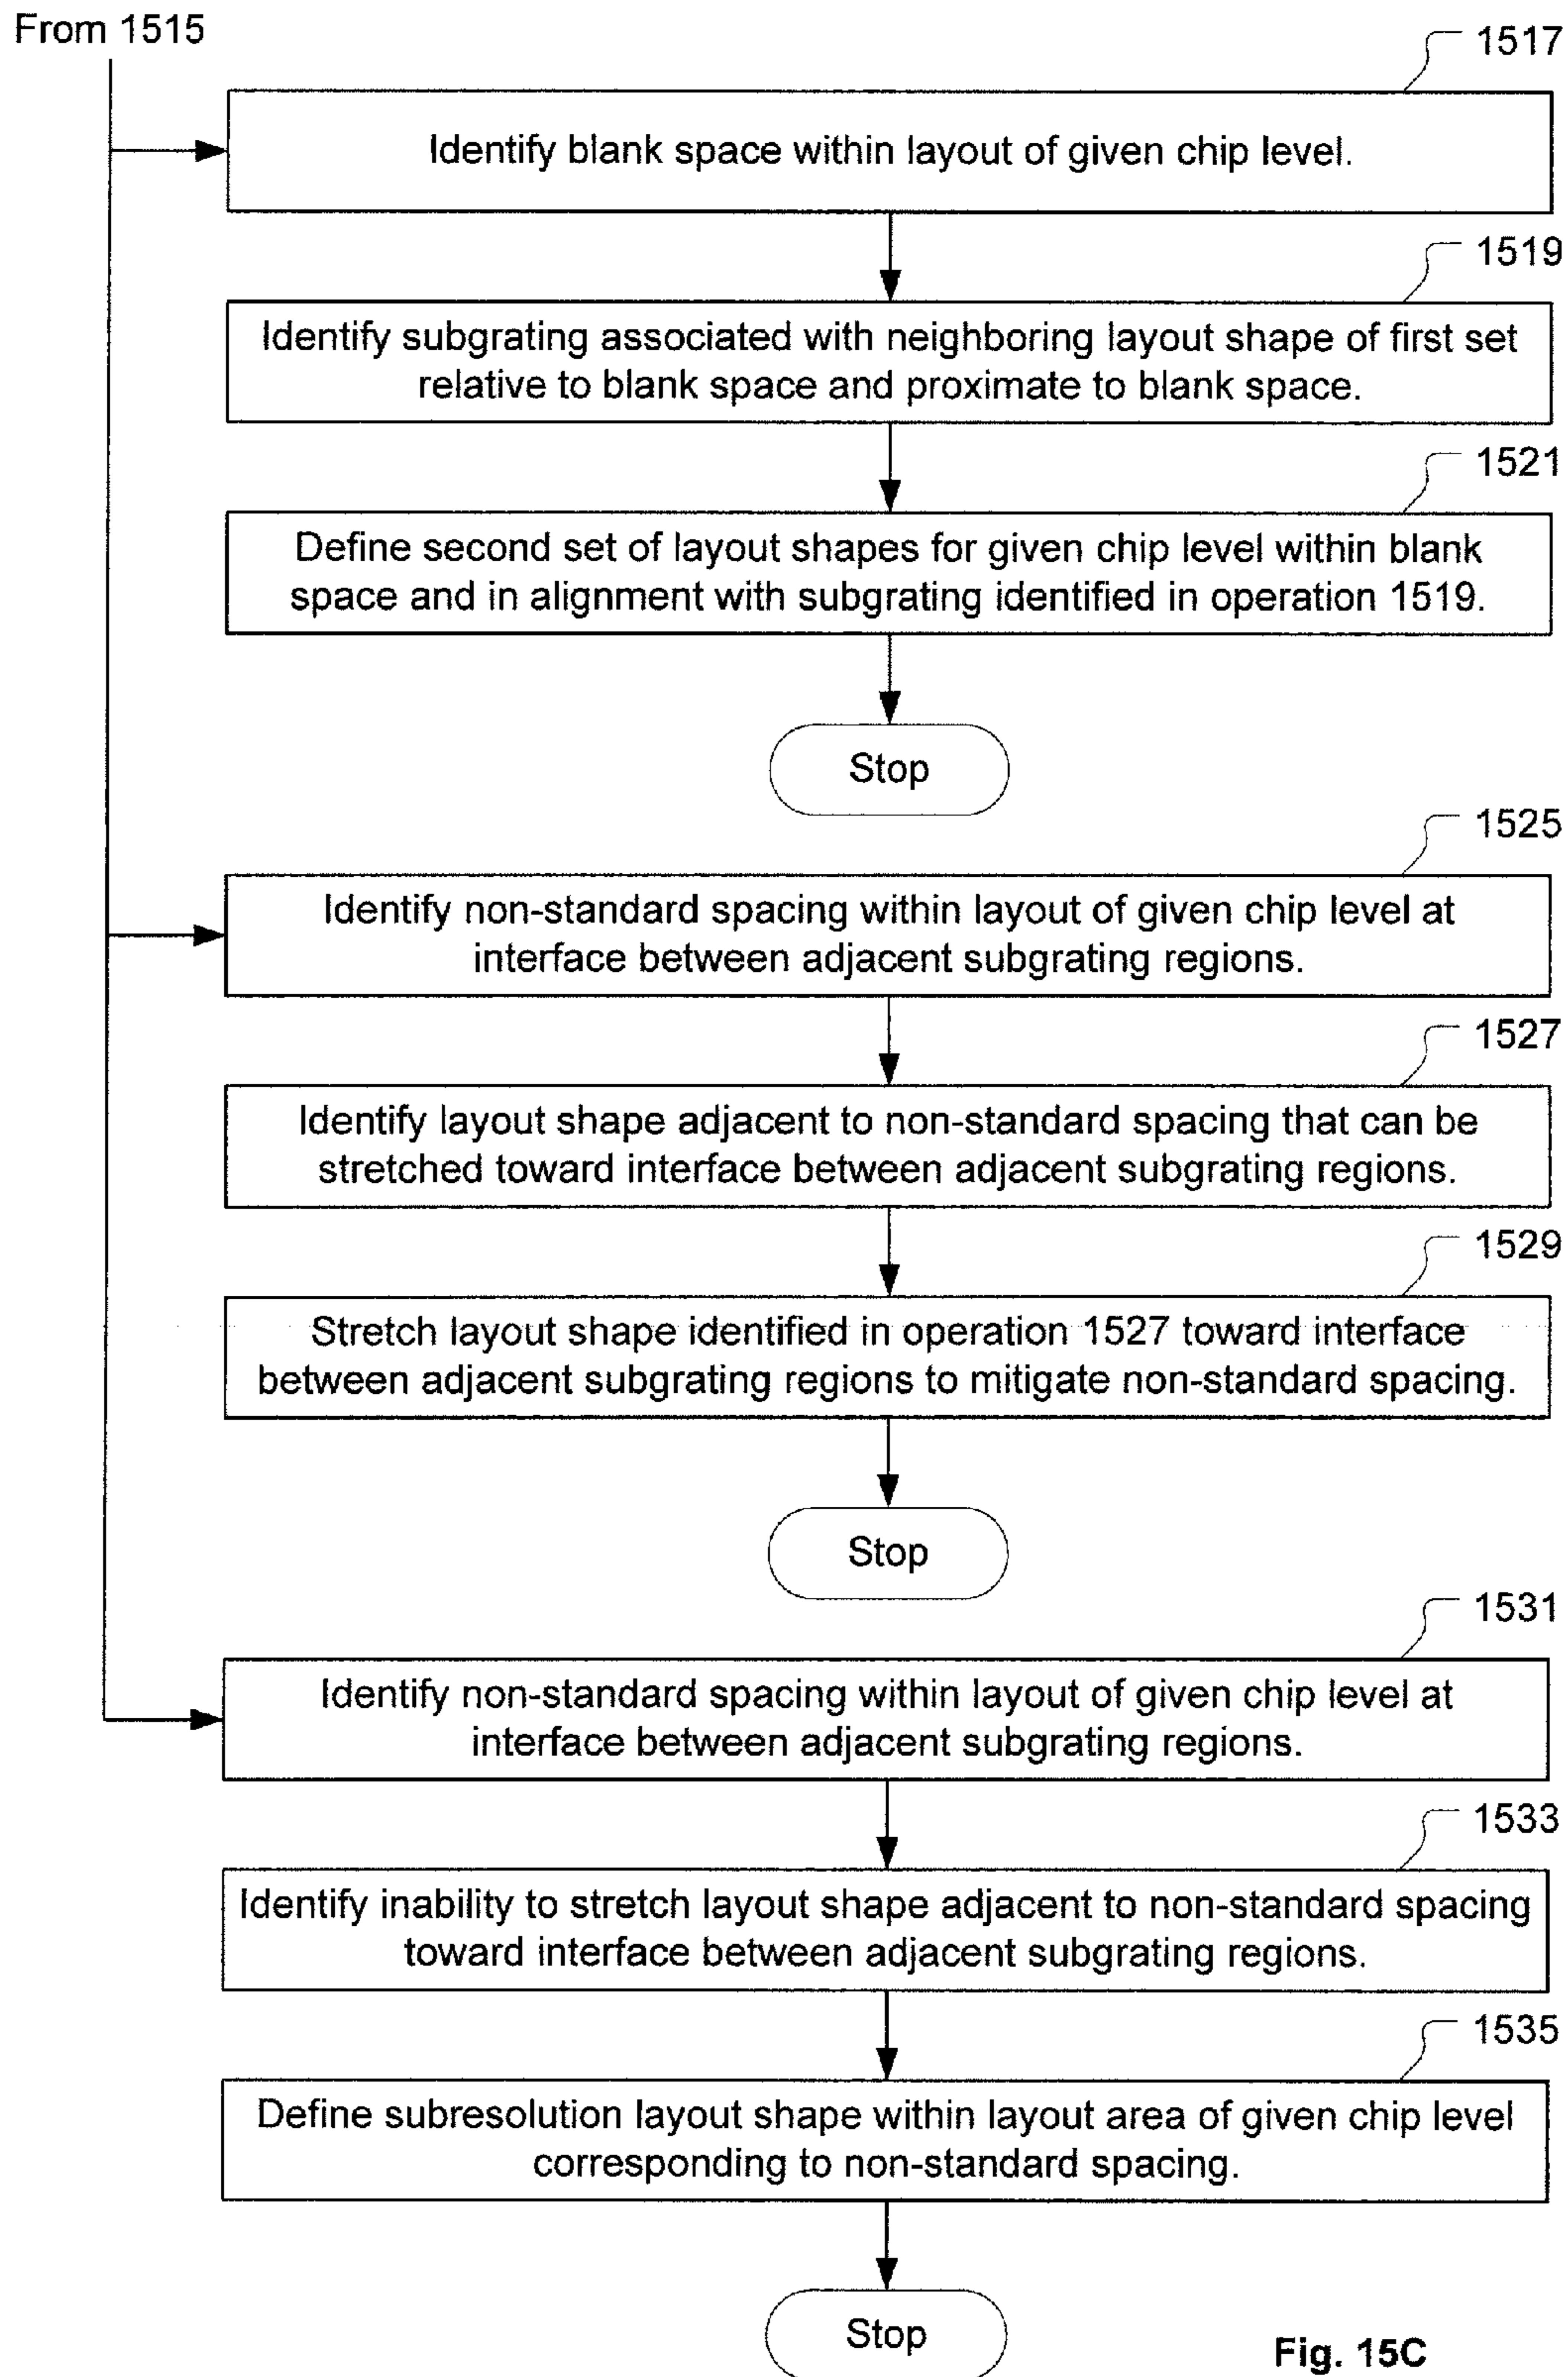 From 1515
1517
Identify blank space within layout of given chip level.
1519
Identify subgrating associated with neighboring layout shape of first set
relative to blank space and proximate to blank space.
1521
Define second set of layout shapes for given chip level within blank
space and in alignment with subgrating identified in operation 1519.
Stop
1525
Identify non-standard spacing within layout of given chip level at
interface between adjacent subgrating regions.
1527
Identify layout shape adjacent to non-standard spacing that can be
stretched toward interface between adjacent subgrating regions.
1529
Stretch layout shape identified in operation 1527 toward interface
between adjacent subgrating regions to mitigate non-standard spacing.
Stop
1531
Identify non-standard spacing within layout of given chip level at
interface between adjacent subgrating regions.
1533
Identify inability to stretch layout shape adjacent to non-standard spacing
toward interface between adjacent subgrating regions.
1535
Define subresolution layout shape within layout area of given chip level
corresponding to non-standard spacing.
Stop
Fig. 15C